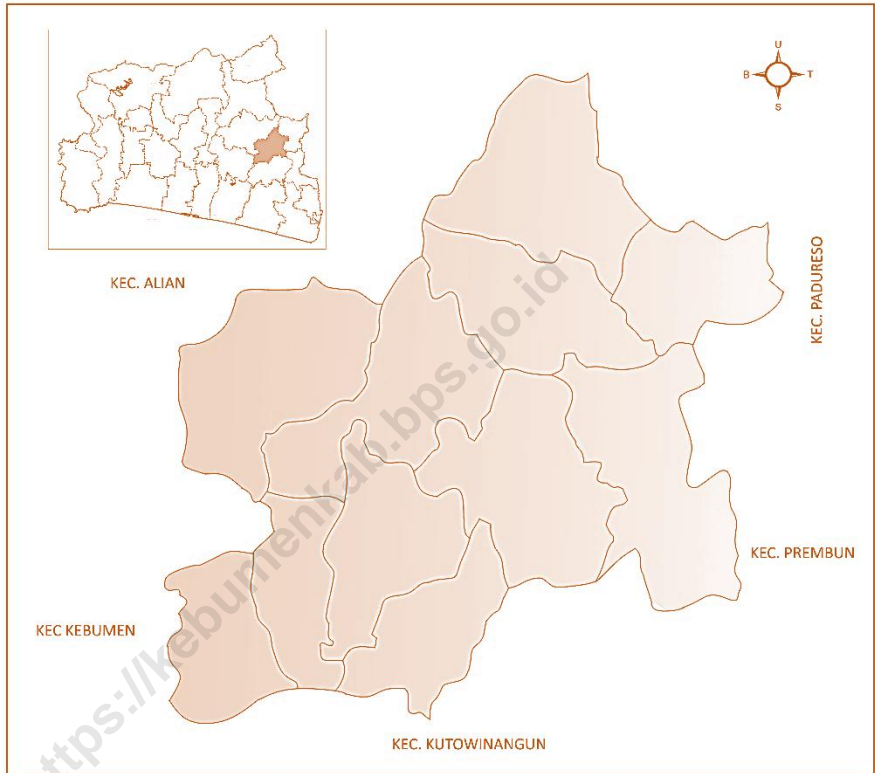 U
B
T
S
KEC. ALIAN
KEC. PADURESO
KEC. PREMBUN
KEC KEBUMEN
KEC. KUTOWINANGUN
https://kebumenkab.bps.go.id